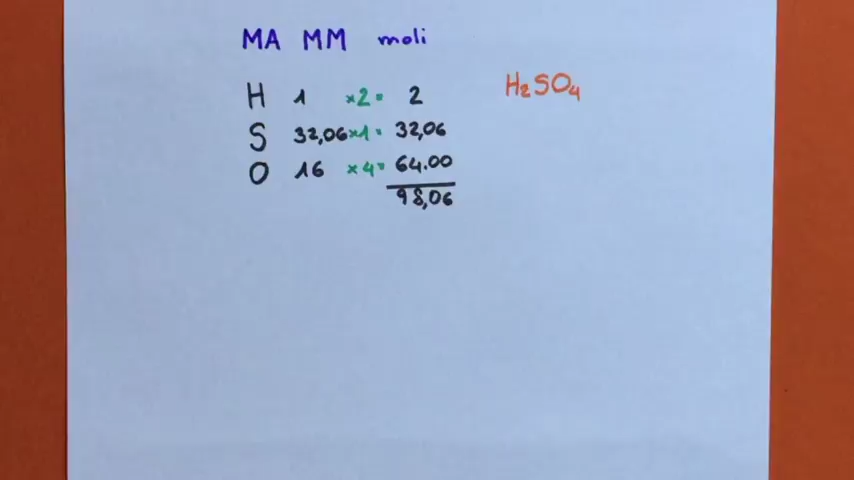 MA MM moli
H 1 ×2= 2
H₂SO₄
S 32,06 ×1= 32,06
O 16 ×4= 64.00
98,06